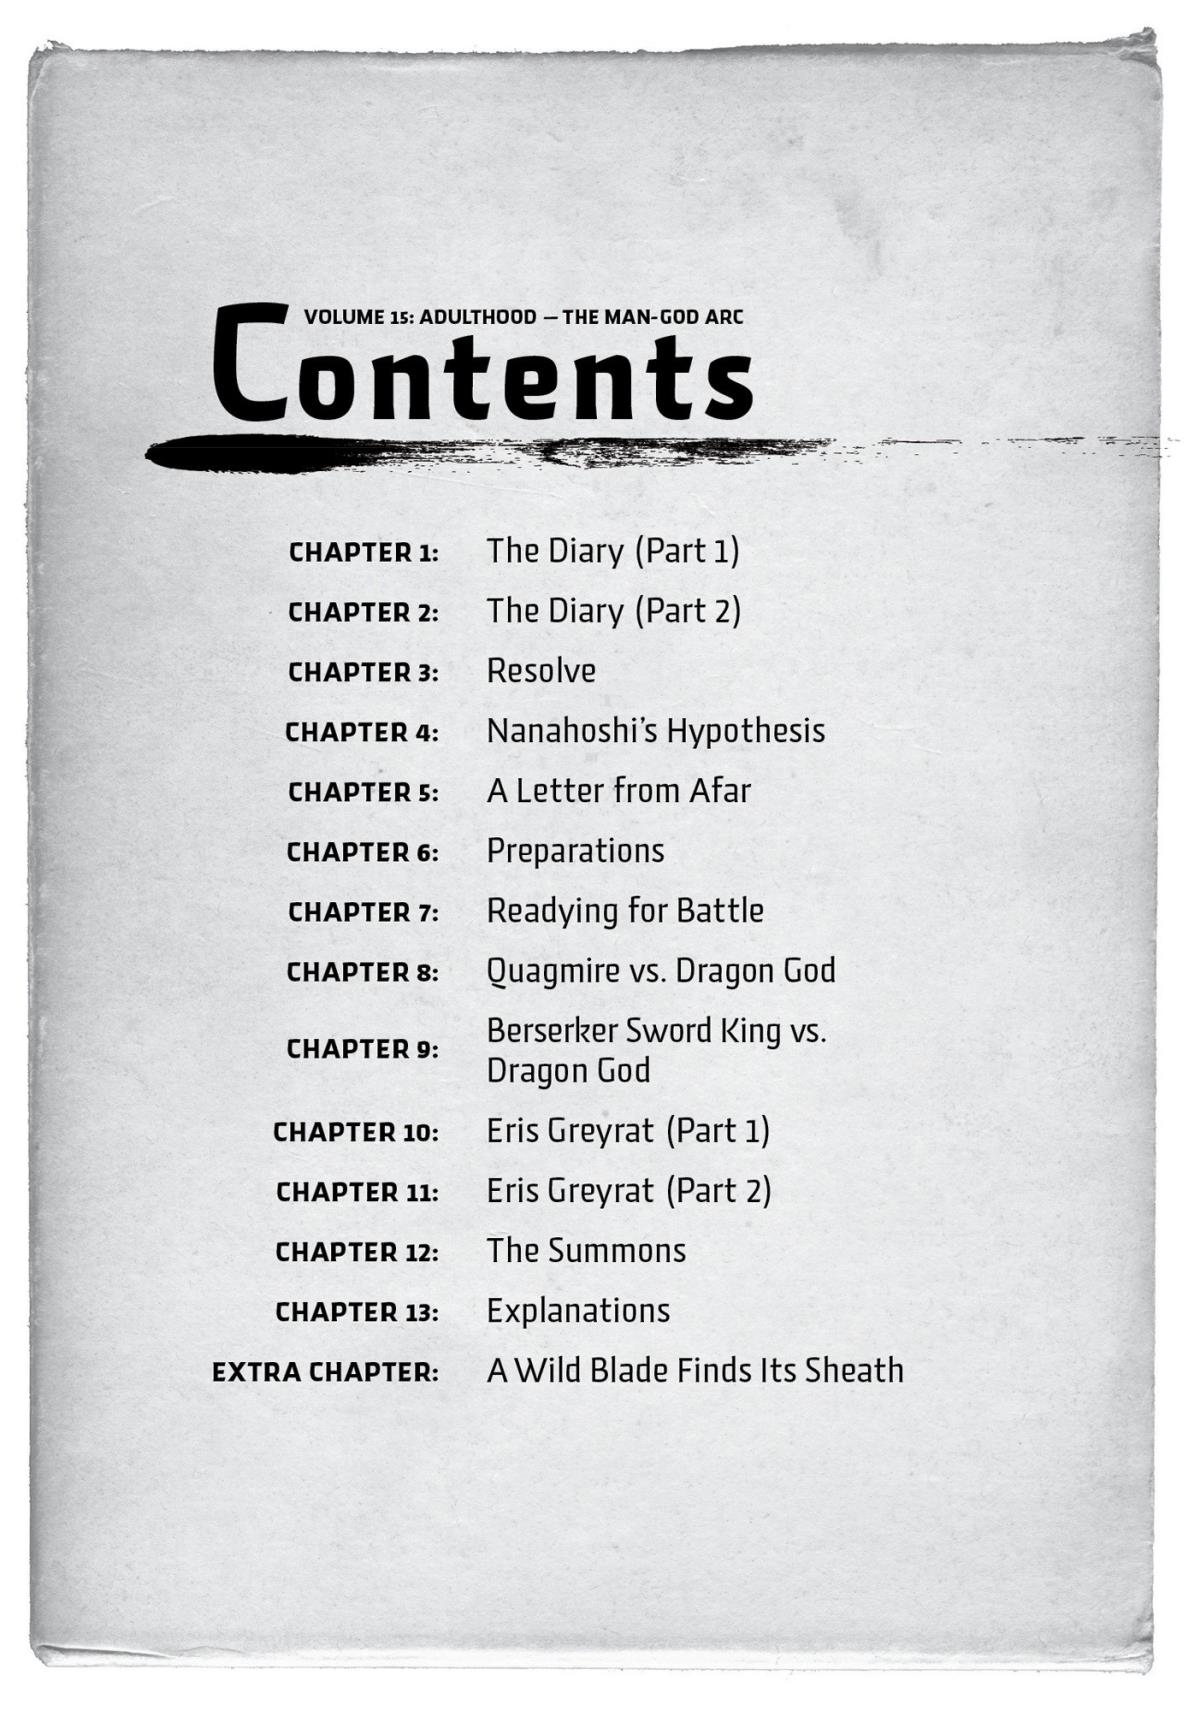 VOLUME 15: ADULTHOOD — THE MAN-GOD ARC
Contents
CHAPTER 1: The Diary (Part 1)
CHAPTER 2: The Diary (Part 2)
CHAPTER 3: Resolve
CHAPTER 4: Nanahoshi’s Hypothesis
CHAPTER 5: A Letter from Afar
CHAPTER 6: Preparations
CHAPTER 7: Readying for Battle
CHAPTER 8: Quagmire vs. Dragon God
CHAPTER 9: Berserker Sword King vs.
Dragon God
CHAPTER 10: Eris Greyrat (Part 1)
CHAPTER 11: Eris Greyrat (Part 2)
CHAPTER 12: The Summons
CHAPTER 13: Explanations
EXTRA CHAPTER: A Wild Blade Finds Its Sheath